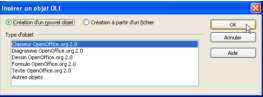 Insérer un objet OLE
Création d'un nouvel objet
Création à partir d'un fichier
OK
Annuler
Aide
Type d'objet
Classeur OpenOffice.org 2.0
Diagramme OpenOffice.org 2.0
Dessin OpenOffice.org 2.0
Formule OpenOffice.org 2.0
Texte OpenOffice.org 2.0
Autres objets